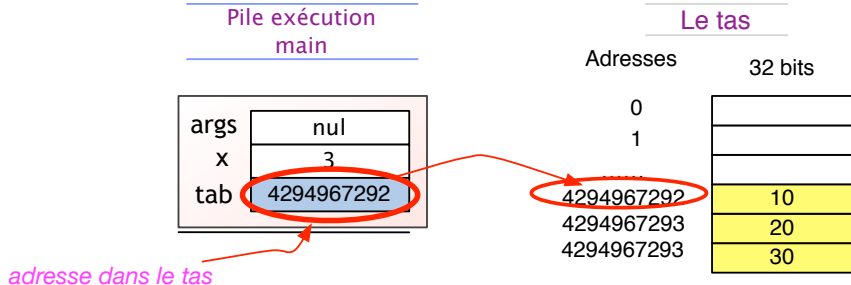 Pile exécution
main
Le tas
Adresses
32 bits
args
nul
x
3
tab
4294967292
0
1
.......
4294967292
10
4294967293
20
4294967293
30
adresse dans le tas